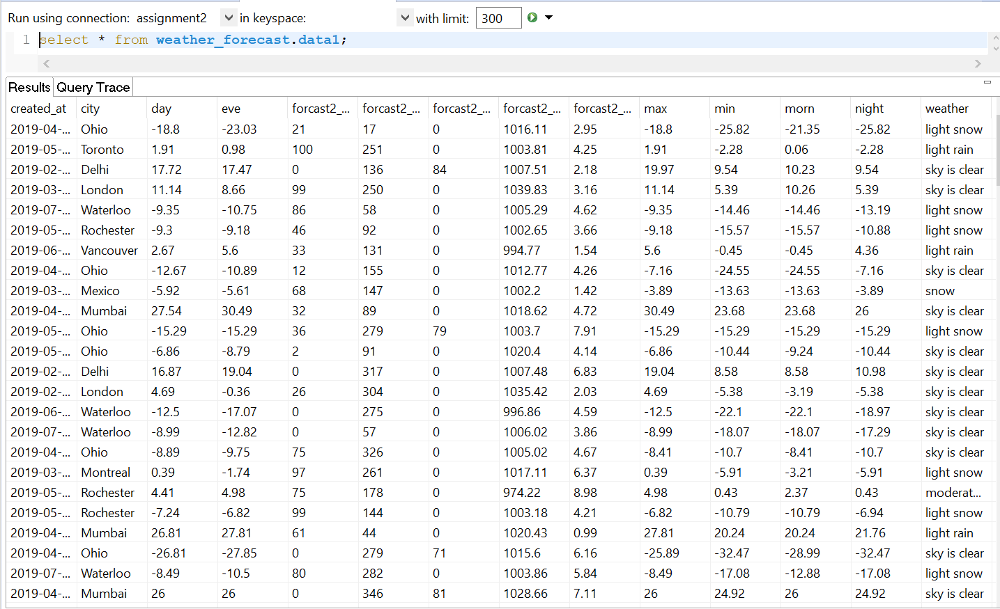 Run using connection: assignment2 in keyspace: with limit: 300
1 select * from weather_forecast.data1;
Results Query Trace
created_at city day eve forcast2_... forcast2_... forcast2_... forcast2_... forcast2_... max min morn night weather
2019-04-... Ohio -18.8 -23.03 21 17 0 1016.11 2.95 -18.8 -25.82 -21.35 -25.82 light snow
2019-05-... Toronto 1.91 0.98 100 251 0 1003.81 4.25 1.91 -2.28 0.06 -2.28 light rain
2019-02-... Delhi 17.72 17.47 0 136 84 1007.51 2.18 19.97 9.54 10.23 9.54 sky is clear
2019-03-... London 11.14 8.66 99 250 0 1039.83 3.16 11.14 5.39 10.26 5.39 sky is clear
2019-07-... Waterloo -9.35 -10.75 86 58 0 1005.29 4.62 -9.35 -14.46 -14.46 -13.19 light snow
2019-05-... Rochester -9.3 -9.18 46 92 0 1002.65 3.66 -9.18 -15.57 -15.57 -10.88 light snow
2019-06-... Vancouver 2.67 5.6 33 131 0 994.77 1.54 5.6 -0.45 -0.45 4.36 light rain
2019-04-... Ohio -12.67 -10.89 12 155 0 1012.77 4.26 -7.16 -24.55 -24.55 -7.16 sky is clear
2019-03-... Mexico -5.92 -5.61 68 147 0 1002.2 1.42 -3.89 -13.63 -13.63 -3.89 snow
2019-04-... Mumbai 27.54 30.49 32 89 0 1018.62 4.72 30.49 23.68 23.68 26 sky is clear
2019-05-... Ohio -15.29 -15.29 36 279 79 1003.7 7.91 -15.29 -15.29 -15.29 -15.29 light snow
2019-05-... Ohio -6.86 -8.79 2 91 0 1020.4 4.14 -6.86 -10.44 -9.24 -10.44 sky is clear
2019-02-... Delhi 16.87 19.04 0 317 0 1007.48 6.83 19.04 8.58 8.58 10.98 sky is clear
2019-02-... London 4.69 -0.36 26 304 0 1035.42 2.03 4.69 -5.38 -3.19 -5.38 sky is clear
2019-06-... Waterloo -12.5 -17.07 0 275 0 996.86 4.59 -12.5 -22.1 -22.1 -18.97 sky is clear
2019-07-... Waterloo -8.99 -12.82 0 57 0 1006.02 3.86 -8.99 -18.07 -18.07 -17.29 sky is clear
2019-04-... Ohio -8.89 -9.75 75 326 0 1005.02 4.67 -8.41 -10.7 -8.41 -10.7 sky is clear
2019-03-... Montreal 0.39 -1.74 97 261 0 1017.11 6.37 0.39 -5.91 -3.21 -5.91 light snow
2019-05-... Rochester 4.41 4.98 75 178 0 974.22 8.98 4.98 0.43 2.37 0.43 moderat...
2019-05-... Rochester -7.24 -6.82 99 144 0 1003.18 4.21 -6.82 -10.79 -10.79 -6.94 light snow
2019-04-... Mumbai 26.81 27.81 61 44 0 1020.43 0.99 27.81 20.24 20.24 21.76 light rain
2019-04-... Ohio -26.81 -27.85 0 279 71 1015.6 6.16 -25.89 -32.47 -28.99 -32.47 sky is clear
2019-07-... Waterloo -8.49 -10.5 80 282 0 1003.86 5.84 -8.49 -17.08 -12.88 -17.08 light snow
2019-04-... Mumbai 26 26 0 346 81 1028.66 7.11 26 24.92 26 24.92 sky is clear